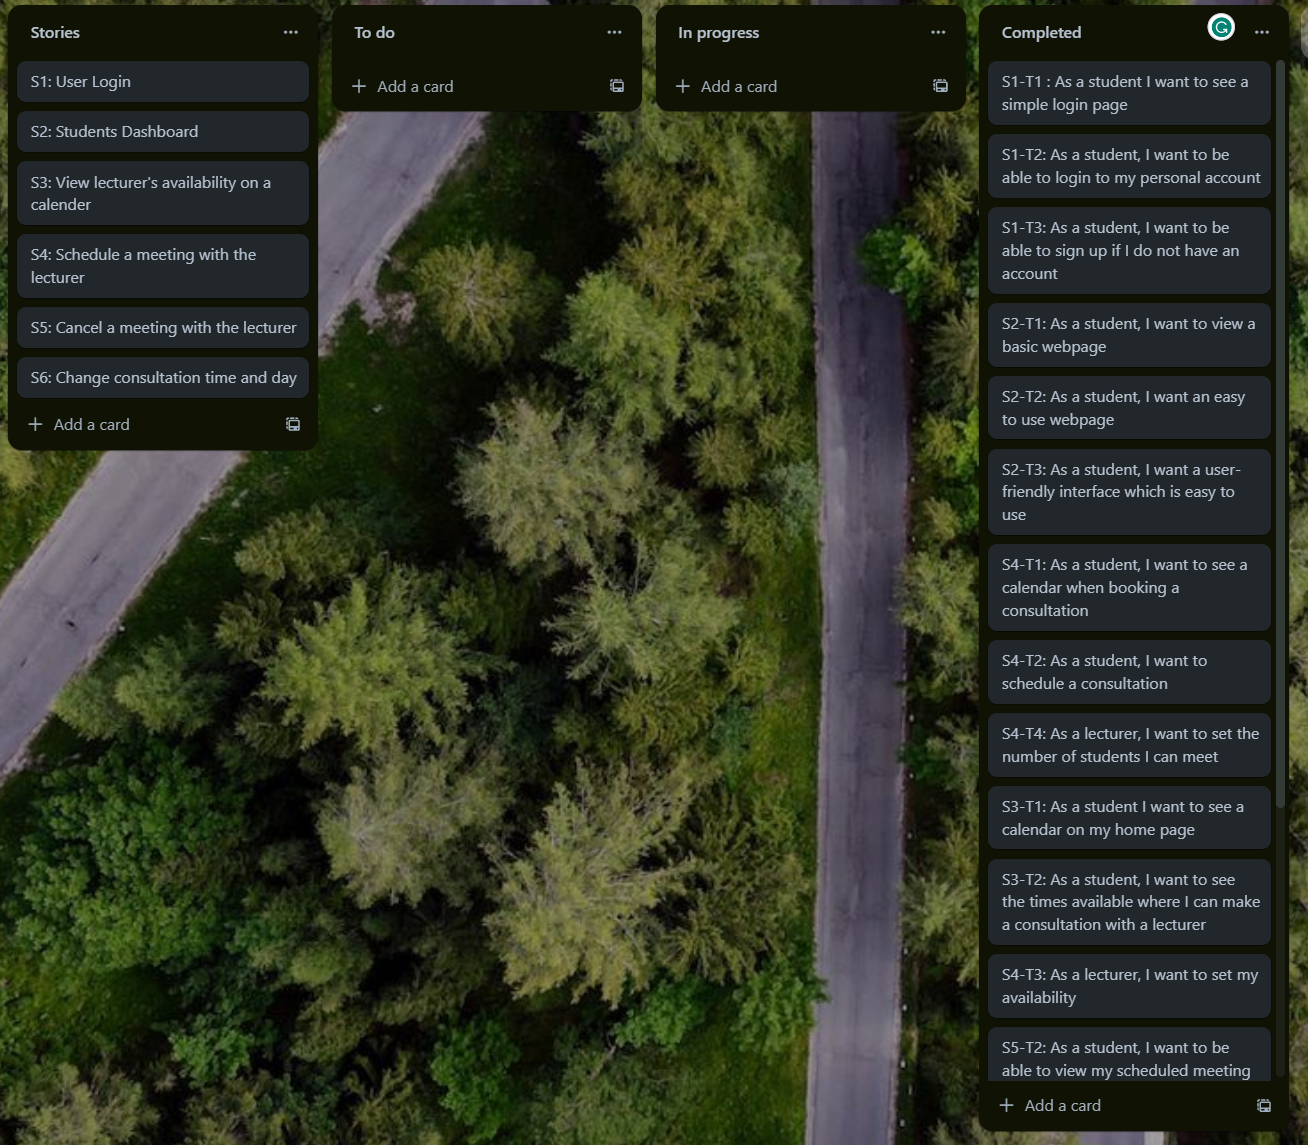 Stories
S1: User Login
S2: Students Dashboard
S3: View lecturer's availability on a
calender
S4: Schedule a meeting with the
lecturer
S5: Cancel a meeting with the lecturer
S6: Change consultation time and day
Add a card
To do
Add a card
In progress
Add a card
Completed
S1-T1 : As a student I want to see a
simple login page
S1-T2: As a student, I want to be
able to login to my personal account
S1-T3: As a student, I want to be
able to sign up if I do not have an
account
S2-T1: As a student, I want to view a
basic webpage
S2-T2: As a student, I want an easy
to use webpage
S2-T3: As a student, I want a user-
friendly interface which is easy to
use
S4-T1: As a student, I want to see a
calendar when booking a
consultation
S4-T2: As a student, I want to
schedule a consultation
S4-T4: As a lecturer, I want to set the
number of students I can meet
S3-T1: As a student I want to see a
calendar on my home page
S3-T2: As a student, I want to see
the times available where I can make
a consultation with a lecturer
S4-T3: As a lecturer, I want to set my
availability
S5-T2: As a student, I want to be
able to view my scheduled meeting
Add a card